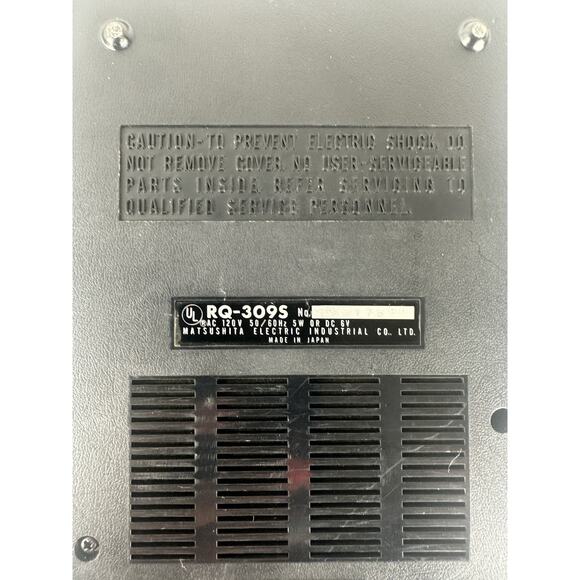 CAUTION-TO PREVENT ELECTRIC SHOCK, DO
NOT REMOVE COVER. NO USER-SERVICEABLE
PARTS INSIDE. REFER SERVICING TO
QUALIFIED SERVICE PERSONNEL.
UL RQ-309S No.
AC 120V 50/60Hz 5W OR DC 6V
MATSUSHITA ELECTRIC INDUSTRIAL CO., LTD.
MADE IN JAPAN